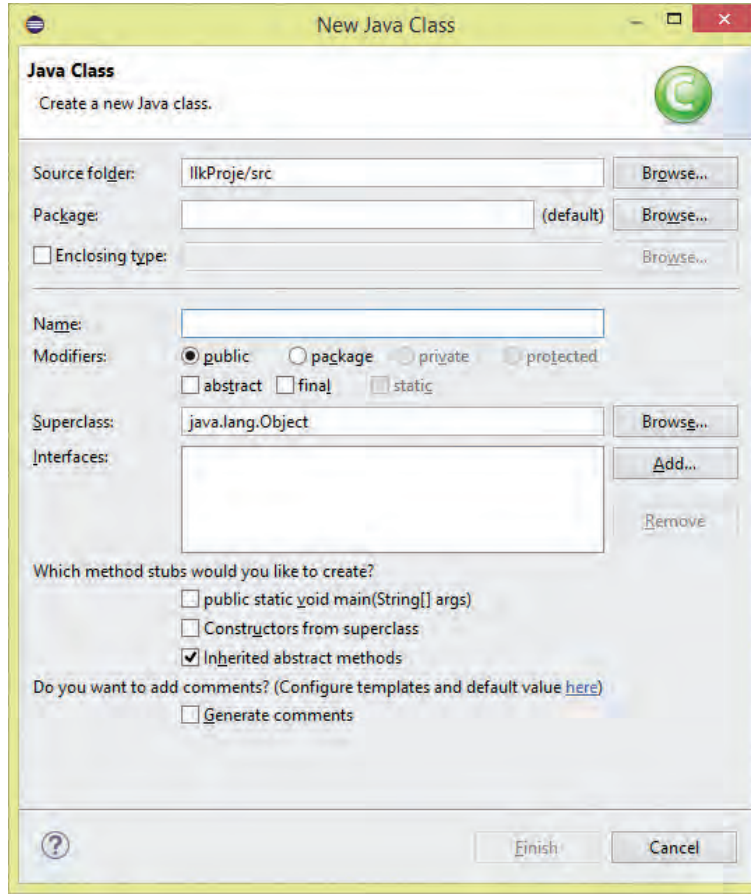 New Java Class
Java Class
Create a new Java class.
C
Source folder: IlkProje/src Browse...
Package: (default) Browse...
Enclosing type: Browse...
Name:
Modifiers: public package private protected
abstract final static
Superclass: java.lang.Object Browse...
Interfaces: Add...
Remove
Which method stubs would you like to create?
public static void main(String[] args)
Constructors from superclass
Inherited abstract methods
Do you want to add comments? (Configure templates and default value here)
Generate comments
? Finish Cancel